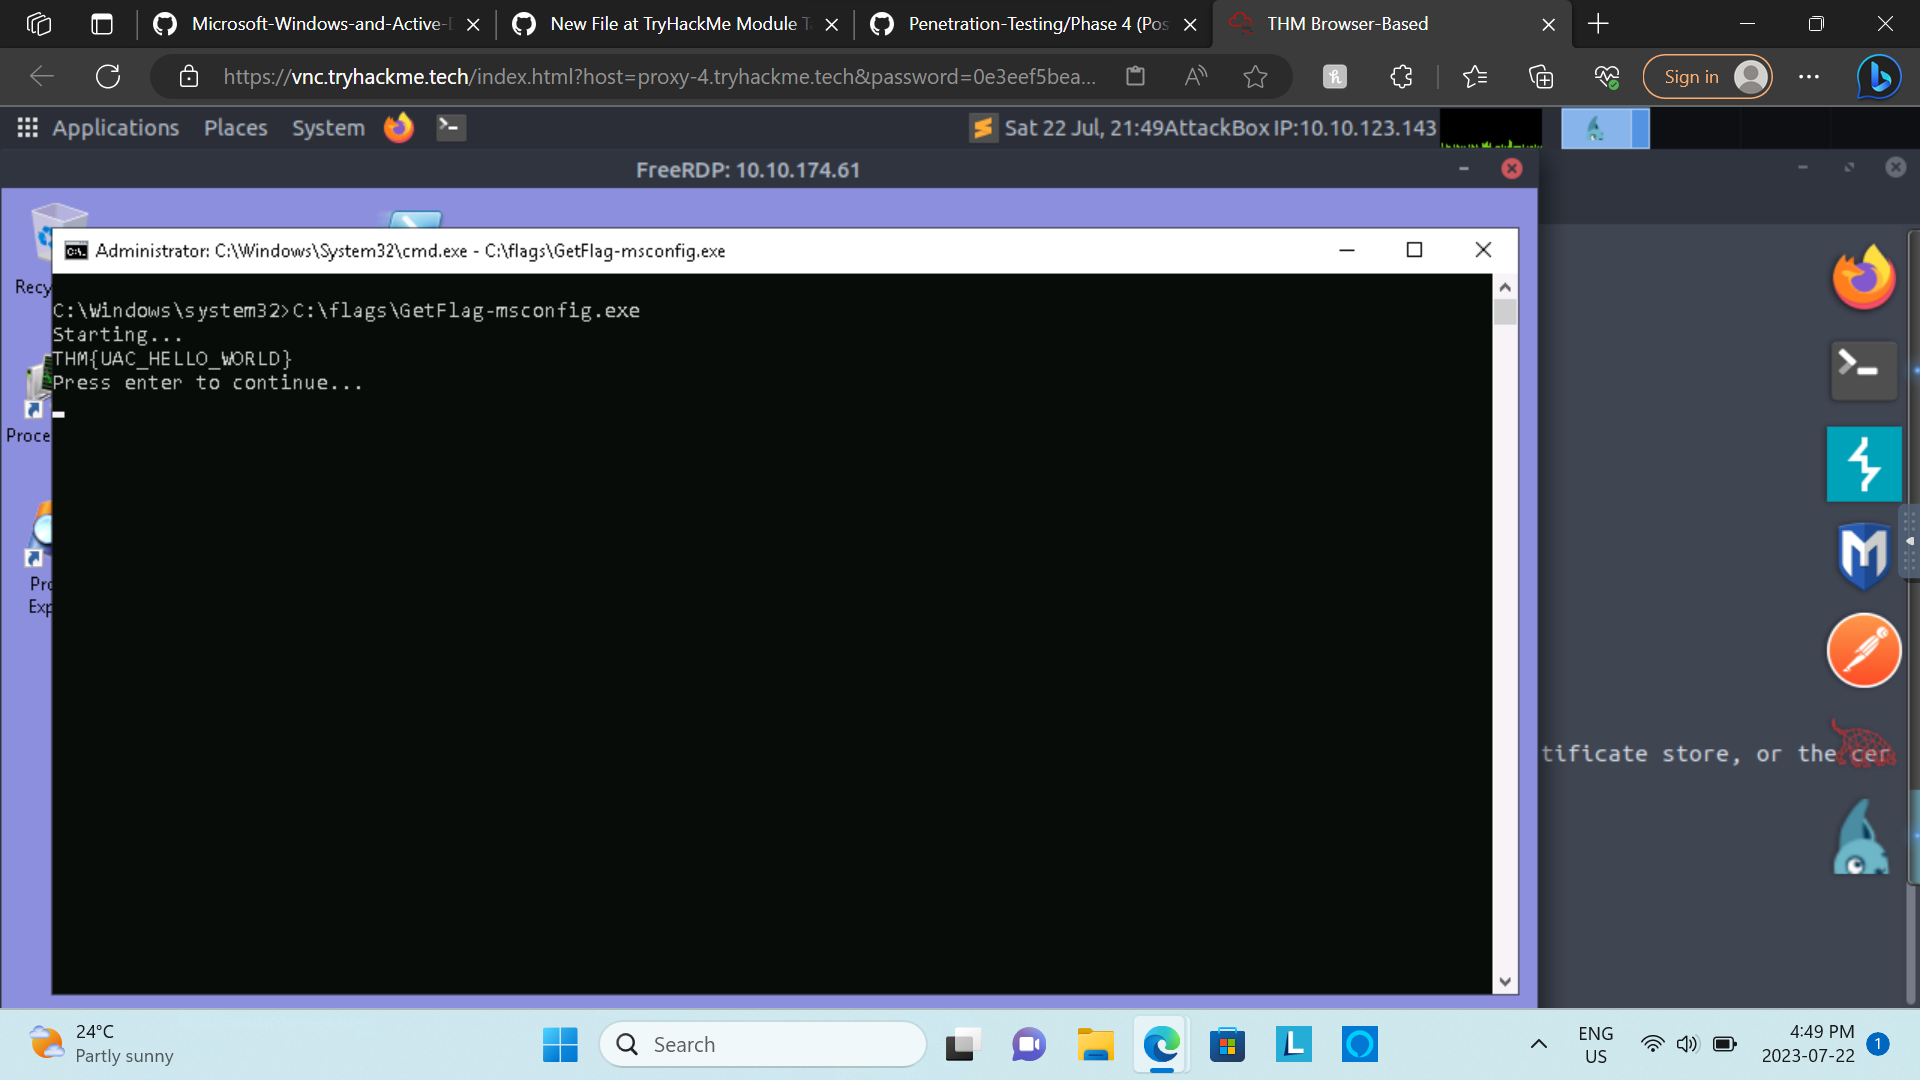 Microsoft-Windows-and-Active-D
New File at TryHackMe Module T
Penetration-Testing/Phase 4 (Pos
THM Browser-Based
https://vnc.tryhackme.tech/index.html?host=proxy-4.tryhackme.tech&password=0e3eef5bea...
Sign in
Applications Places System
Sat 22 Jul, 21:49 AttackBox IP:10.10.123.143
FreeRDP: 10.10.174.61
Recy
Administrator: C:\Windows\System32\cmd.exe - C:\flags\GetFlag-msconfig.exe
C:\Windows\system32>C:\flags\GetFlag-msconfig.exe
Starting...
THM{UAC_HELLO_WORLD}
Press enter to continue...
Proce
Pro
Exp
tificate store, or the cer
24°C
Partly sunny
Search
ENG
US
4:49 PM
2023-07-22
1